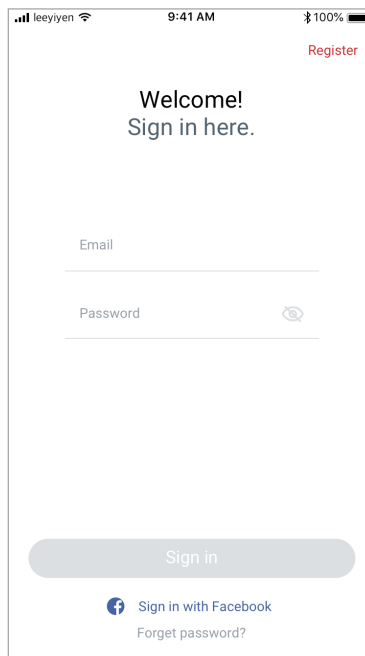 leeyiyen 9:41 AM 100%
Register
Welcome!
Sign in here.
Email
Password
Sign in
Sign in with Facebook
Forget password?